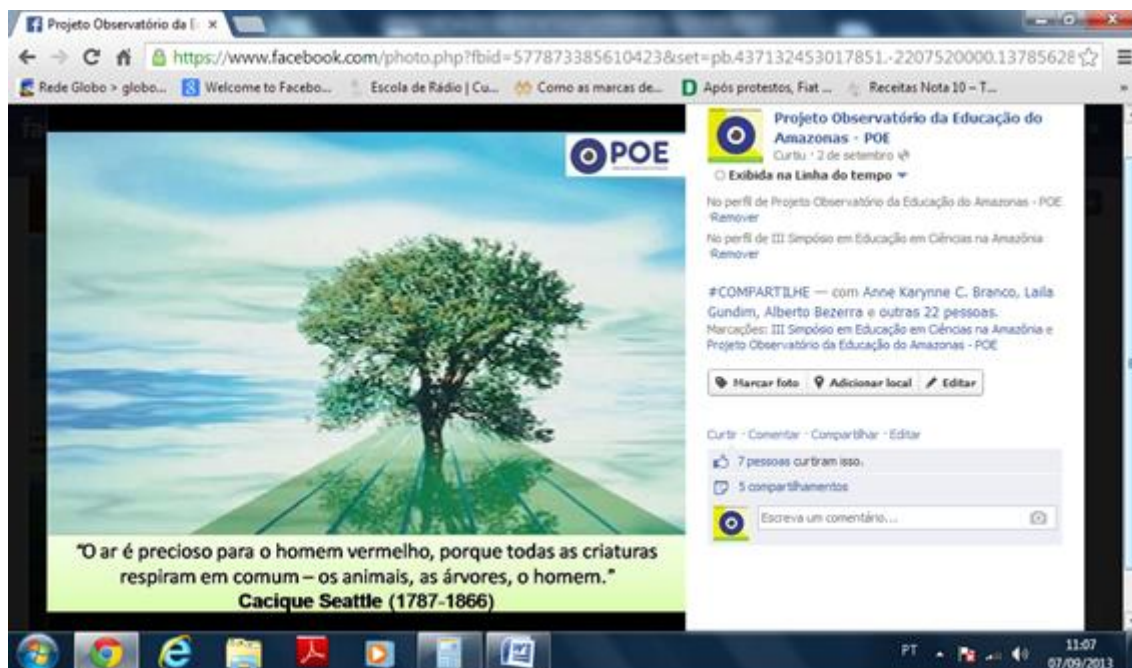 Projeto Observatório da E
https://www.facebook.com/photo.php?fbid=577873385610423&set=pb.437132453017851.-2207520000.13785628
Rede Globo > globo... Welcome to Facebo... Escola de Rádio | Cu... Como as marcas de... Após protestos, Fiat ... Receitas Nota 10 – T...
POE
Projeto Observatório da Educação do
Amazonas - POE
Curtiu · 2 de setembro
Exibida na Linha do tempo
No perfil de Projeto Observatório da Educação do Amazonas - POE
·Remover
No perfil de III Simpósio em Educação em Ciências na Amazônia
·Remover
#COMPARTILHE — com Anne Karynne C. Branco, Laila
Gundim, Alberto Bezerra e outras 22 pessoas.
Marcações: III Simpósio em Educação em Ciências na Amazônia e
Projeto Observatório da Educação do Amazonas - POE
Marcar foto Adicionar local Editar
Curtir · Comentar · Compartilhar · Editar
7 pessoas curtiram isso.
5 compartilhamentos
Escreva um comentário...
"O ar é precioso para o homem vermelho, porque todas as criaturas
respiram em comum – os animais, as árvores, o homem."
Cacique Seattle (1787-1866)
PT
11:07
07/09/2013